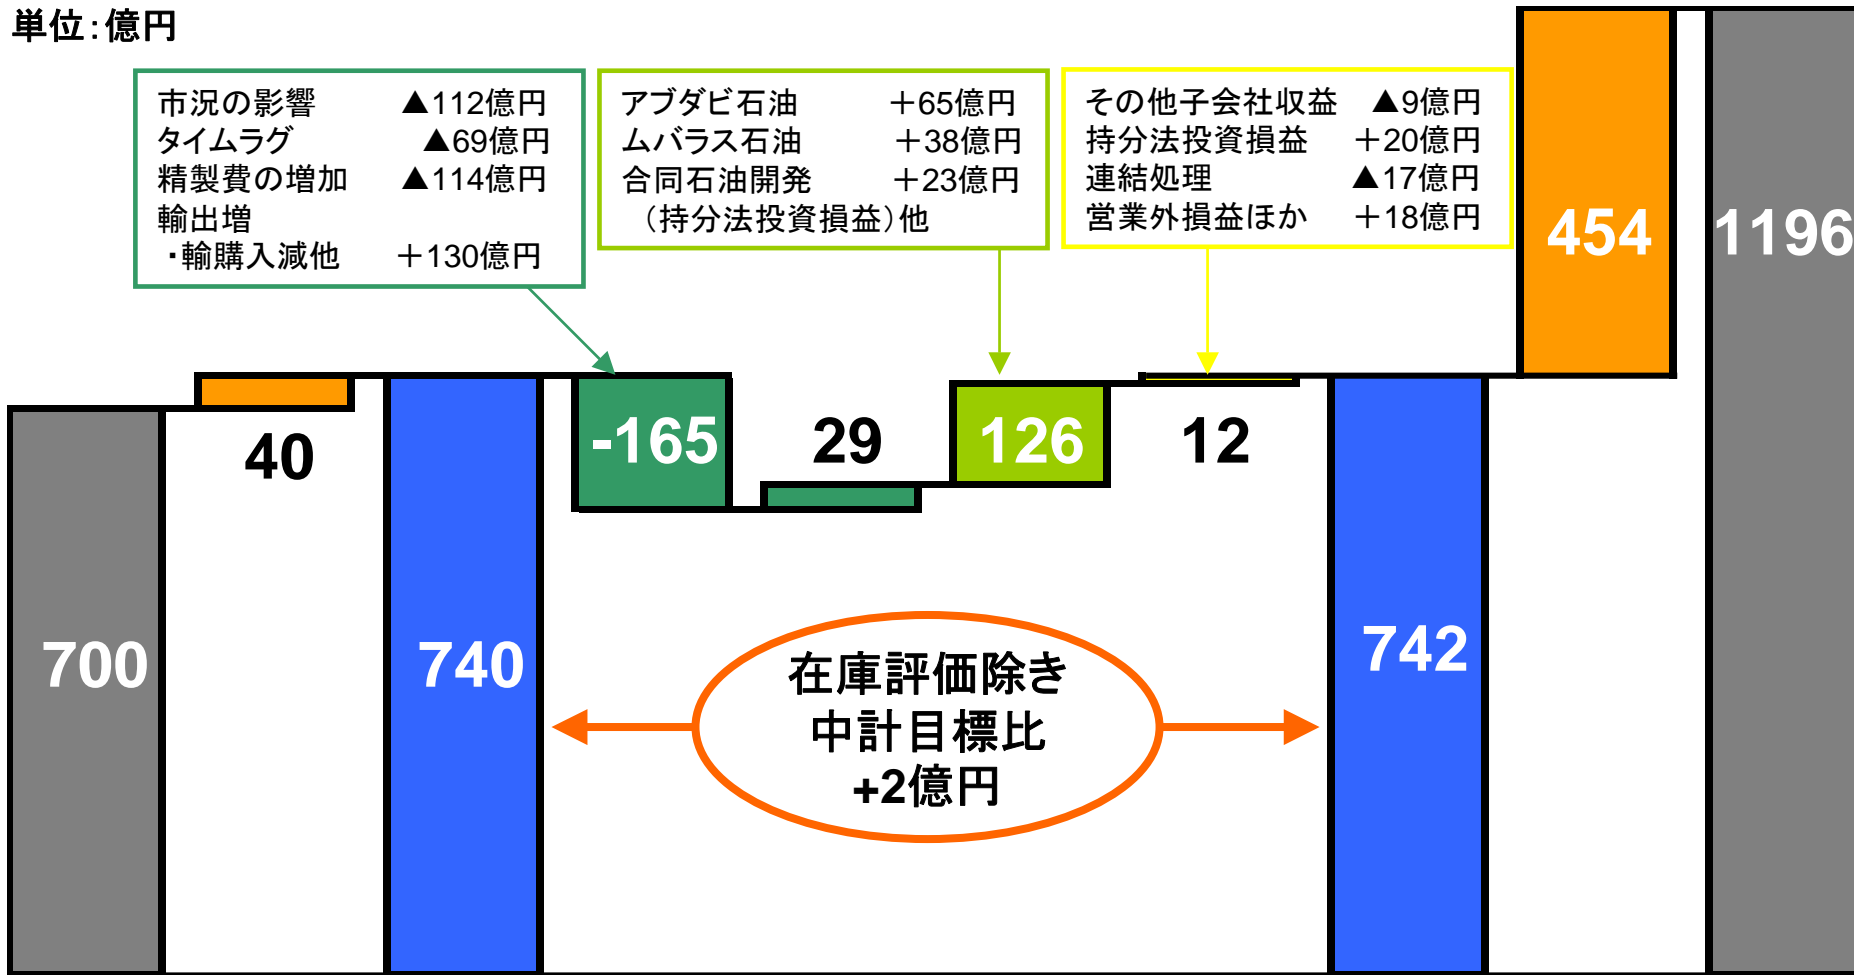 単位：億円
市況の影響 ▲112億円
タイムラグ ▲69億円
精製費の増加 ▲114億円
輸出増
・輸購入減他 ＋130億円
アブダビ石油 ＋65億円
ムバラス石油 ＋38億円
合同石油開発 ＋23億円
（持分法投資損益）他
その他子会社収益 ▲9億円
持分法投資損益 ＋20億円
連結処理 ▲17億円
営業外損益ほか ＋18億円
700
40
740
-165
29
126
12
742
454
1196
在庫評価除き
中計目標比
+2億円